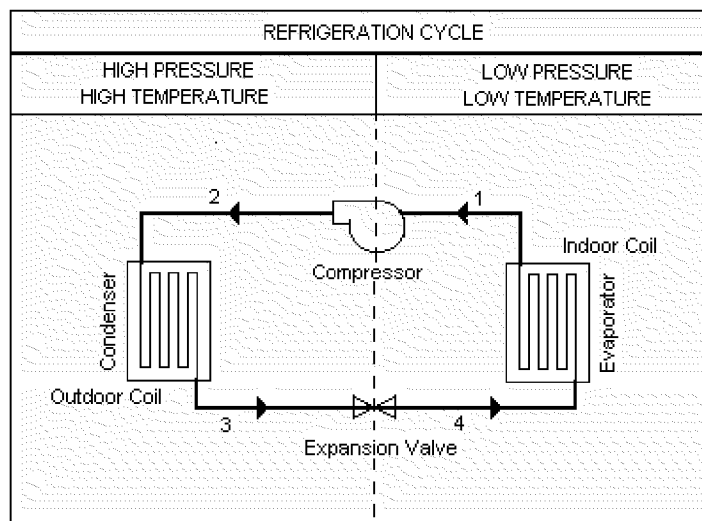 REFRIGERATION CYCLE
HIGH PRESSURE
HIGH TEMPERATURE
LOW PRESSURE
LOW TEMPERATURE
2
1
Indoor Coil
Compressor
Condenser
Evaporator
Outdoor Coil
3
4
Expansion Valve